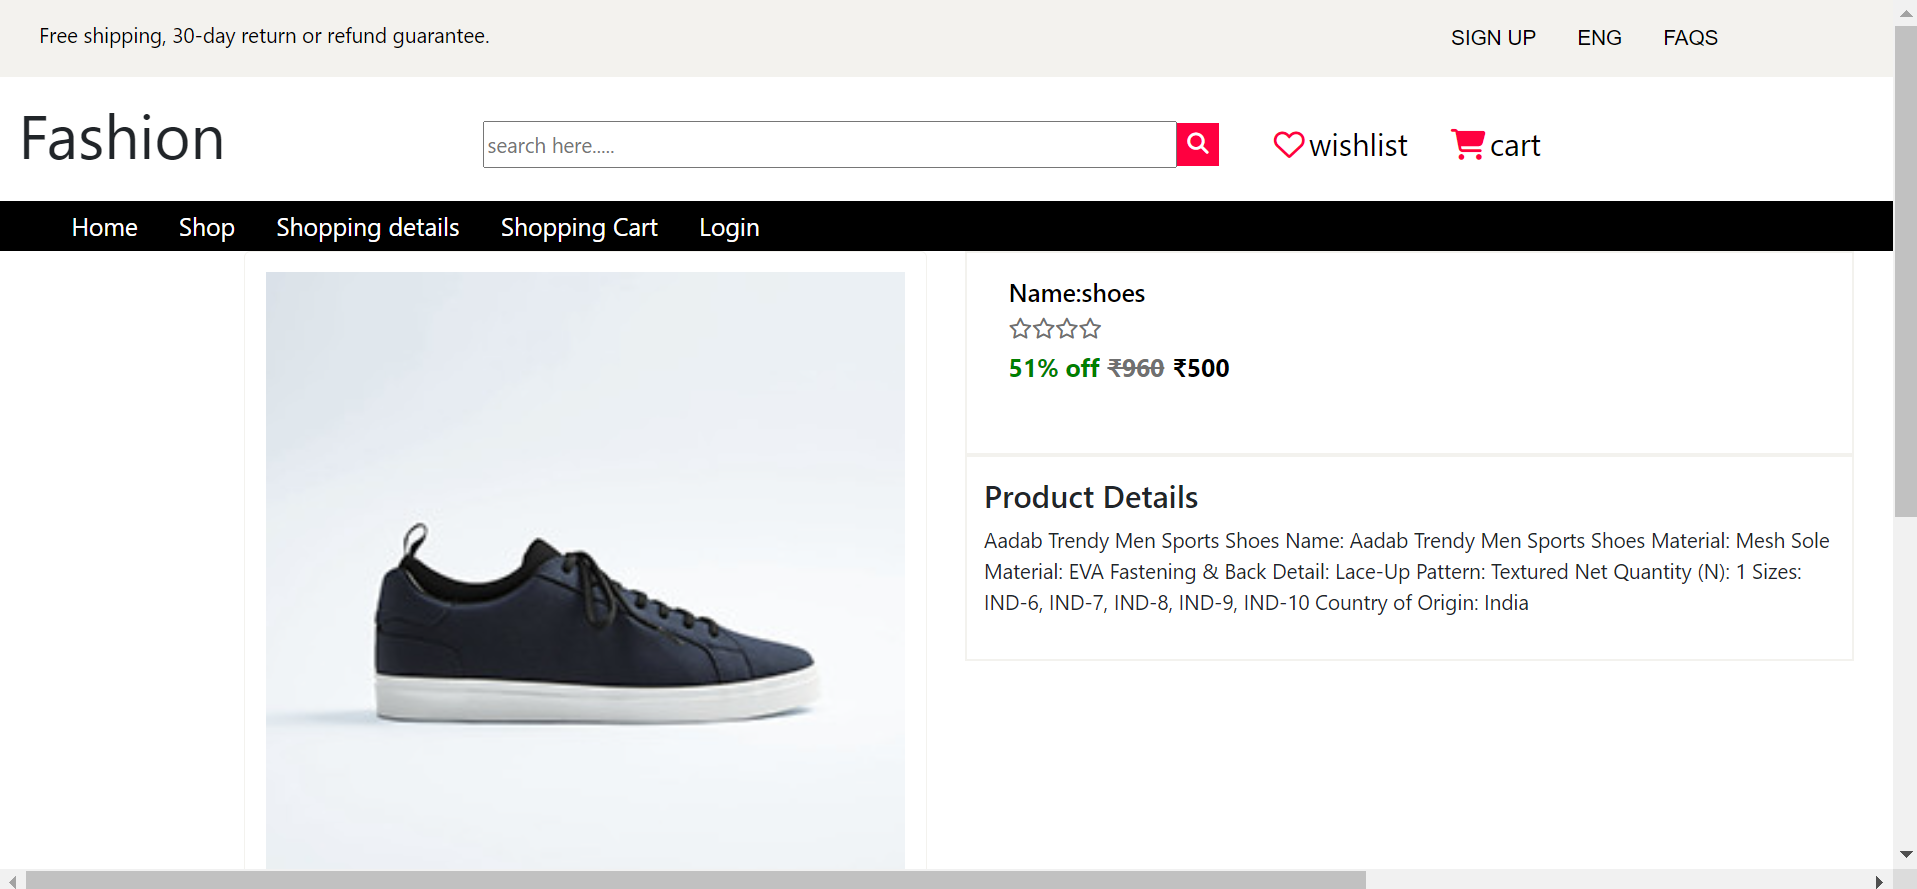 Free shipping, 30-day return or refund guarantee.
SIGN UP ENG FAQS
Fashion
search here.....
wishlist
cart
Home Shop Shopping details Shopping Cart Login
Name:shoes
51% off ₹960 ₹500
Product Details
Aadab Trendy Men Sports Shoes Name: Aadab Trendy Men Sports Shoes Material: Mesh Sole
Material: EVA Fastening & Back Detail: Lace-Up Pattern: Textured Net Quantity (N): 1 Sizes:
IND-6, IND-7, IND-8, IND-9, IND-10 Country of Origin: India